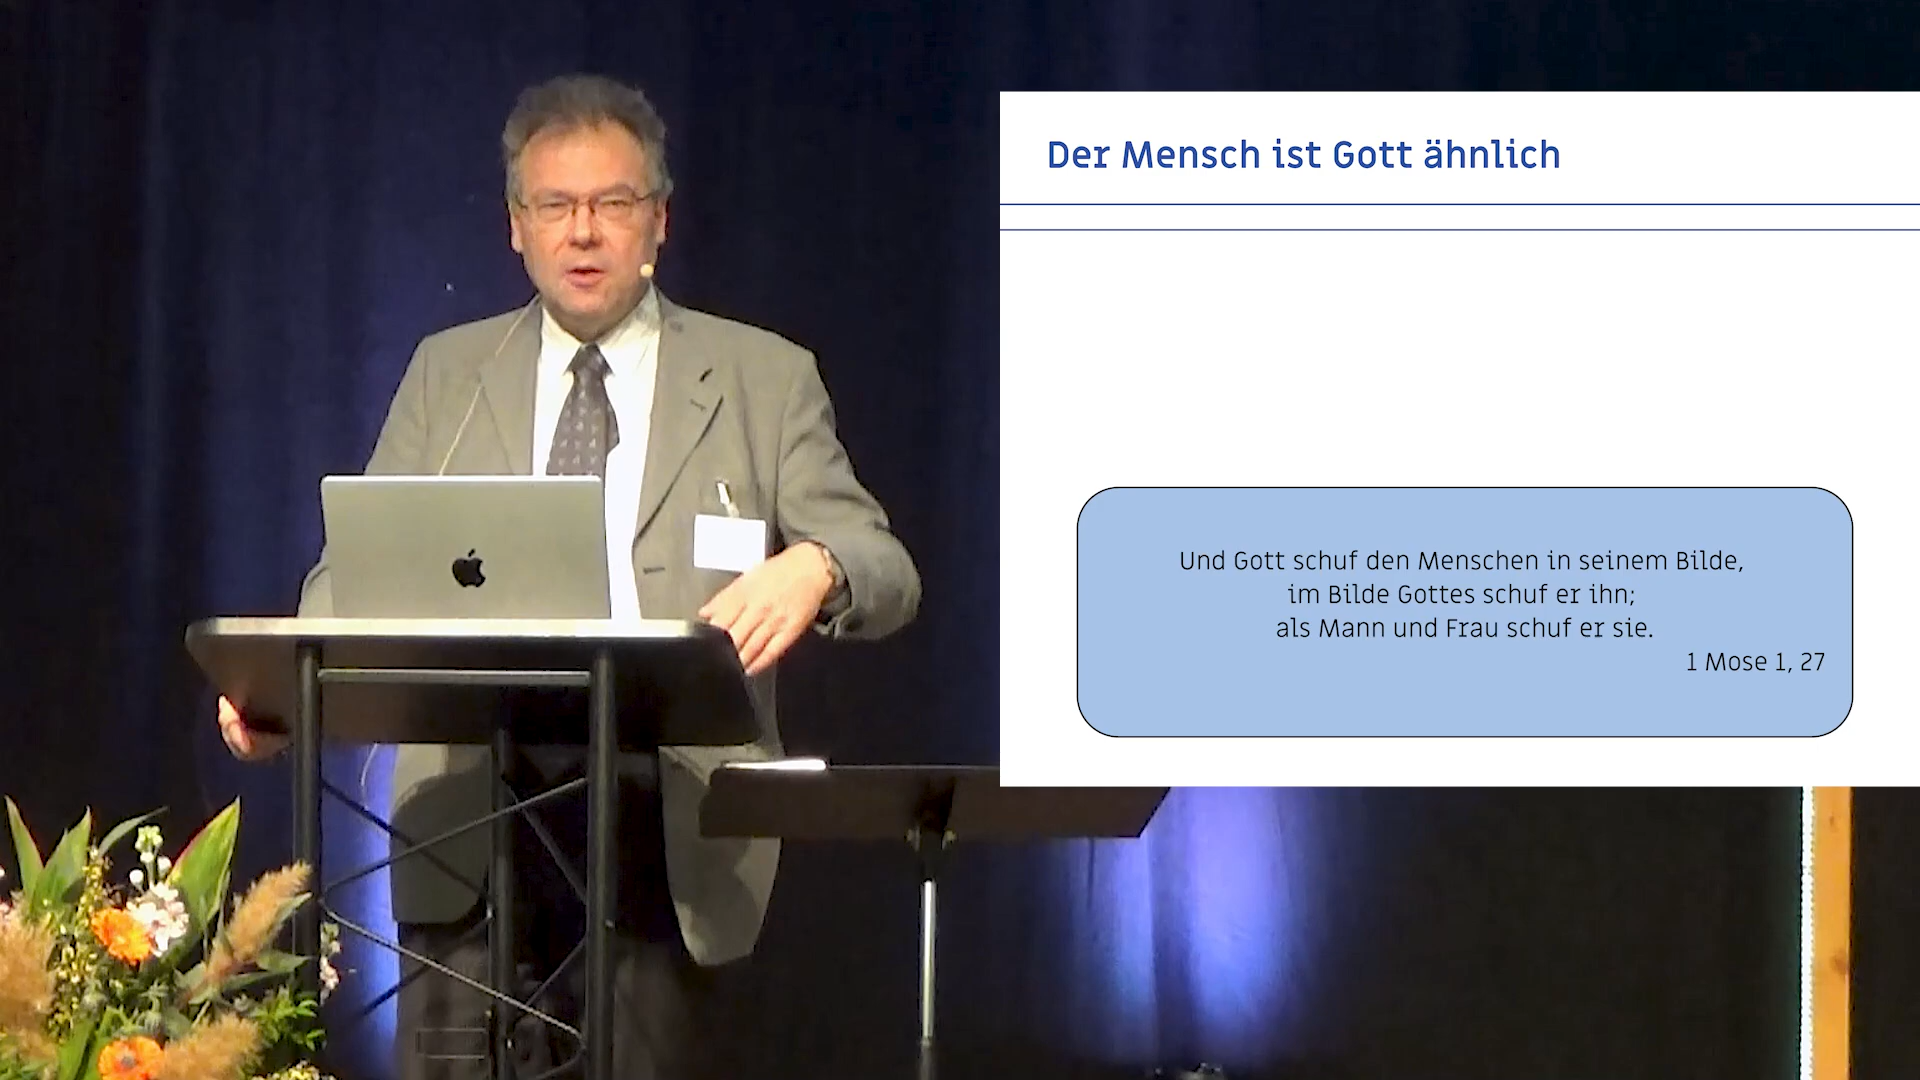 Der Mensch ist Gott ähnlich
Und Gott schuf den Menschen in seinem Bilde,
im Bilde Gottes schuf er ihn;
als Mann und Frau schuf er sie.
1 Mose 1, 27